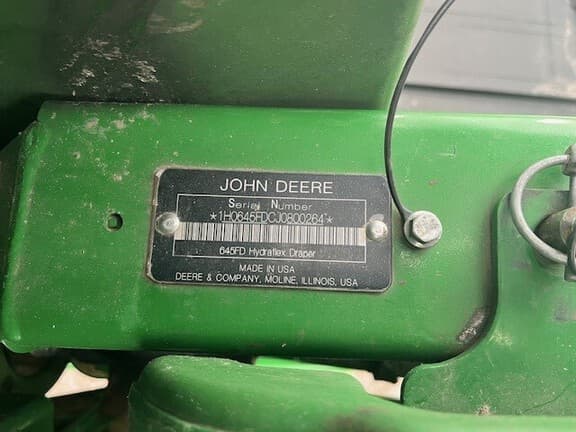 JOHN DEERE
Serial Number
*1H0645FDCJ0800264*
645FD Hydraflex Draper
MADE IN USA
DEERE & COMPANY, MOLINE, ILLINOIS, USA